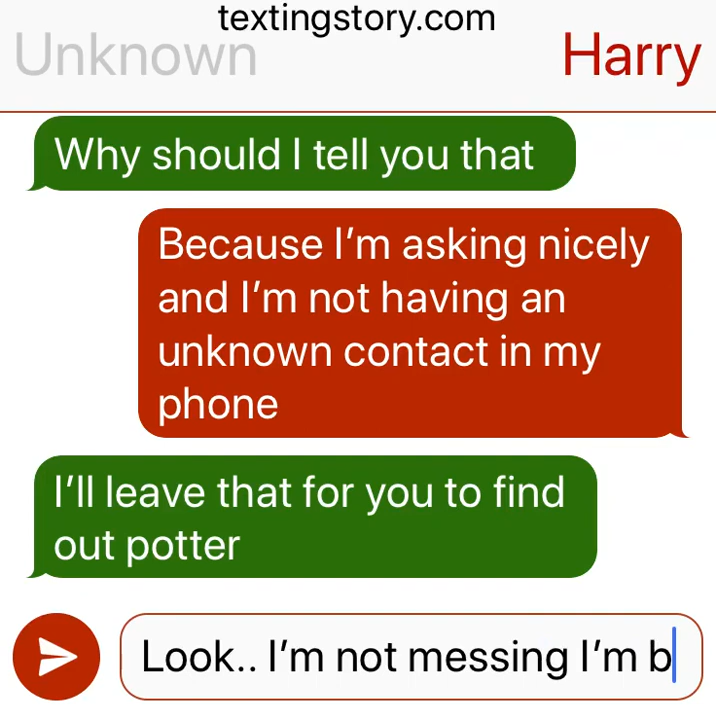 textingstory.com
Unknown Harry
Why should I tell you that
Because I’m asking nicely
and I’m not having an
unknown contact in my
phone
I’ll leave that for you to find
out potter
Look.. I’m not messing I’m b